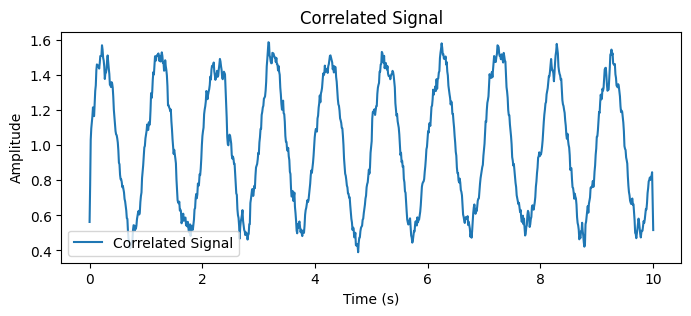 Correlated Signal
1.6
1.4
1.2
1.0
0.8
0.6
0.4
Amplitude
Correlated Signal
0 2 4 6 8 10
Time (s)